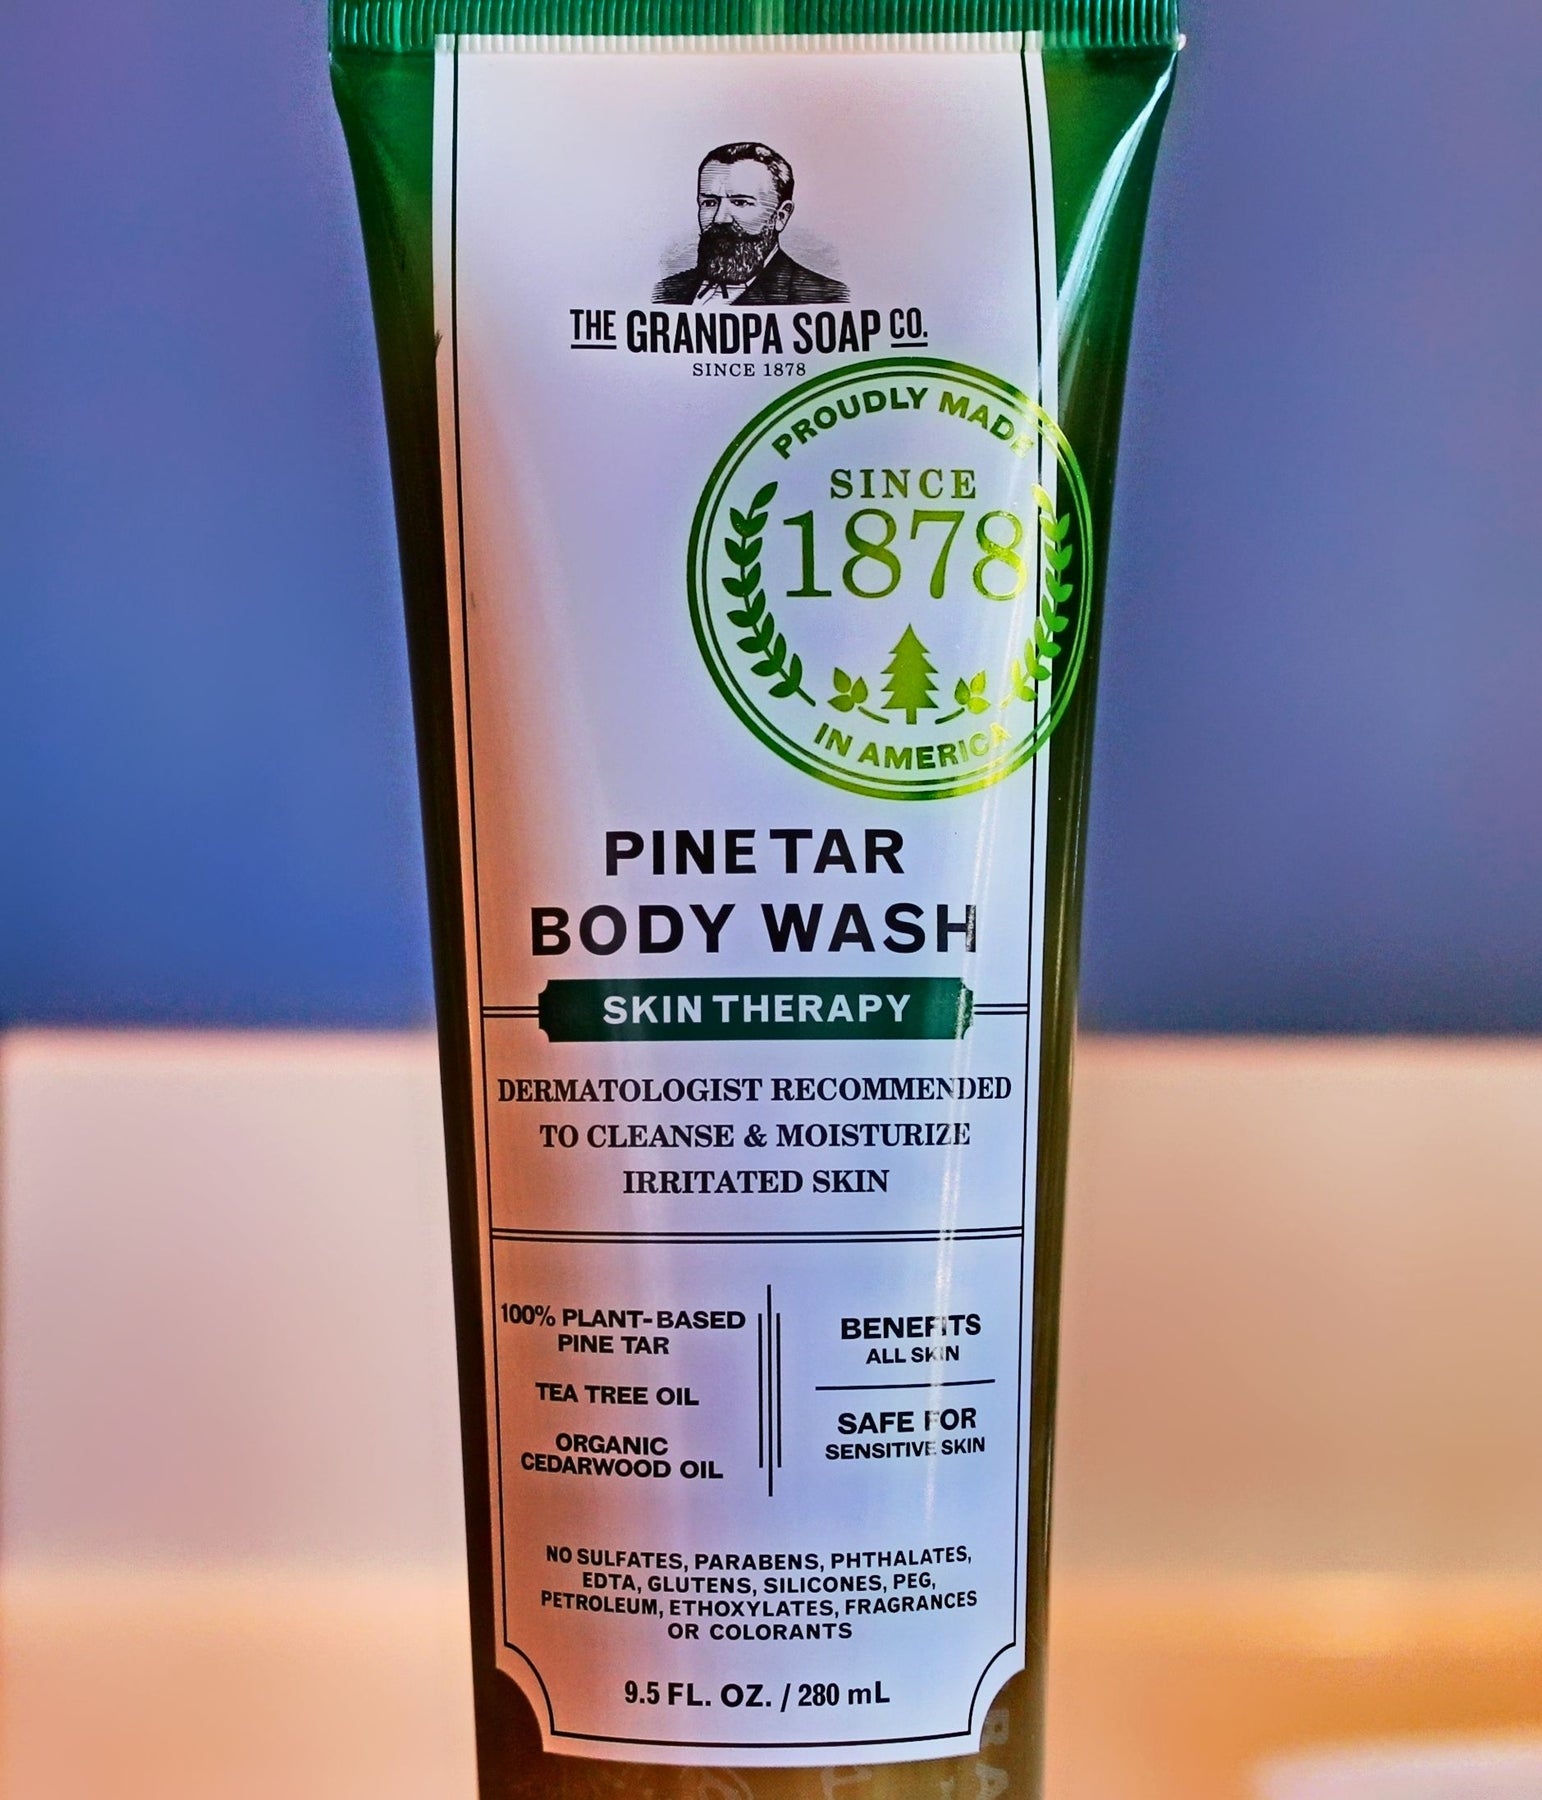 THE GRANDPA SOAP CO.
SINCE 1878
PROUDLY MADE
SINCE
1878
IN AMERICA
PINE TAR
BODY WASH
SKIN THERAPY
DERMATOLOGIST RECOMMENDED
TO CLEANSE & MOISTURIZE
IRRITATED SKIN
100% PLANT-BASED
PINE TAR
TEA TREE OIL
ORGANIC
CEDARWOOD OIL
BENEFITS
ALL SKIN
SAFE FOR
SENSITIVE SKIN
NO SULFATES, PARABENS, PHTHALATES,
EDTA, GLUTENS, SILICONES, PEG,
PETROLEUM, ETHOXYLATES, FRAGRANCES
OR COLORANTS
9.5 FL. OZ. / 280 mL